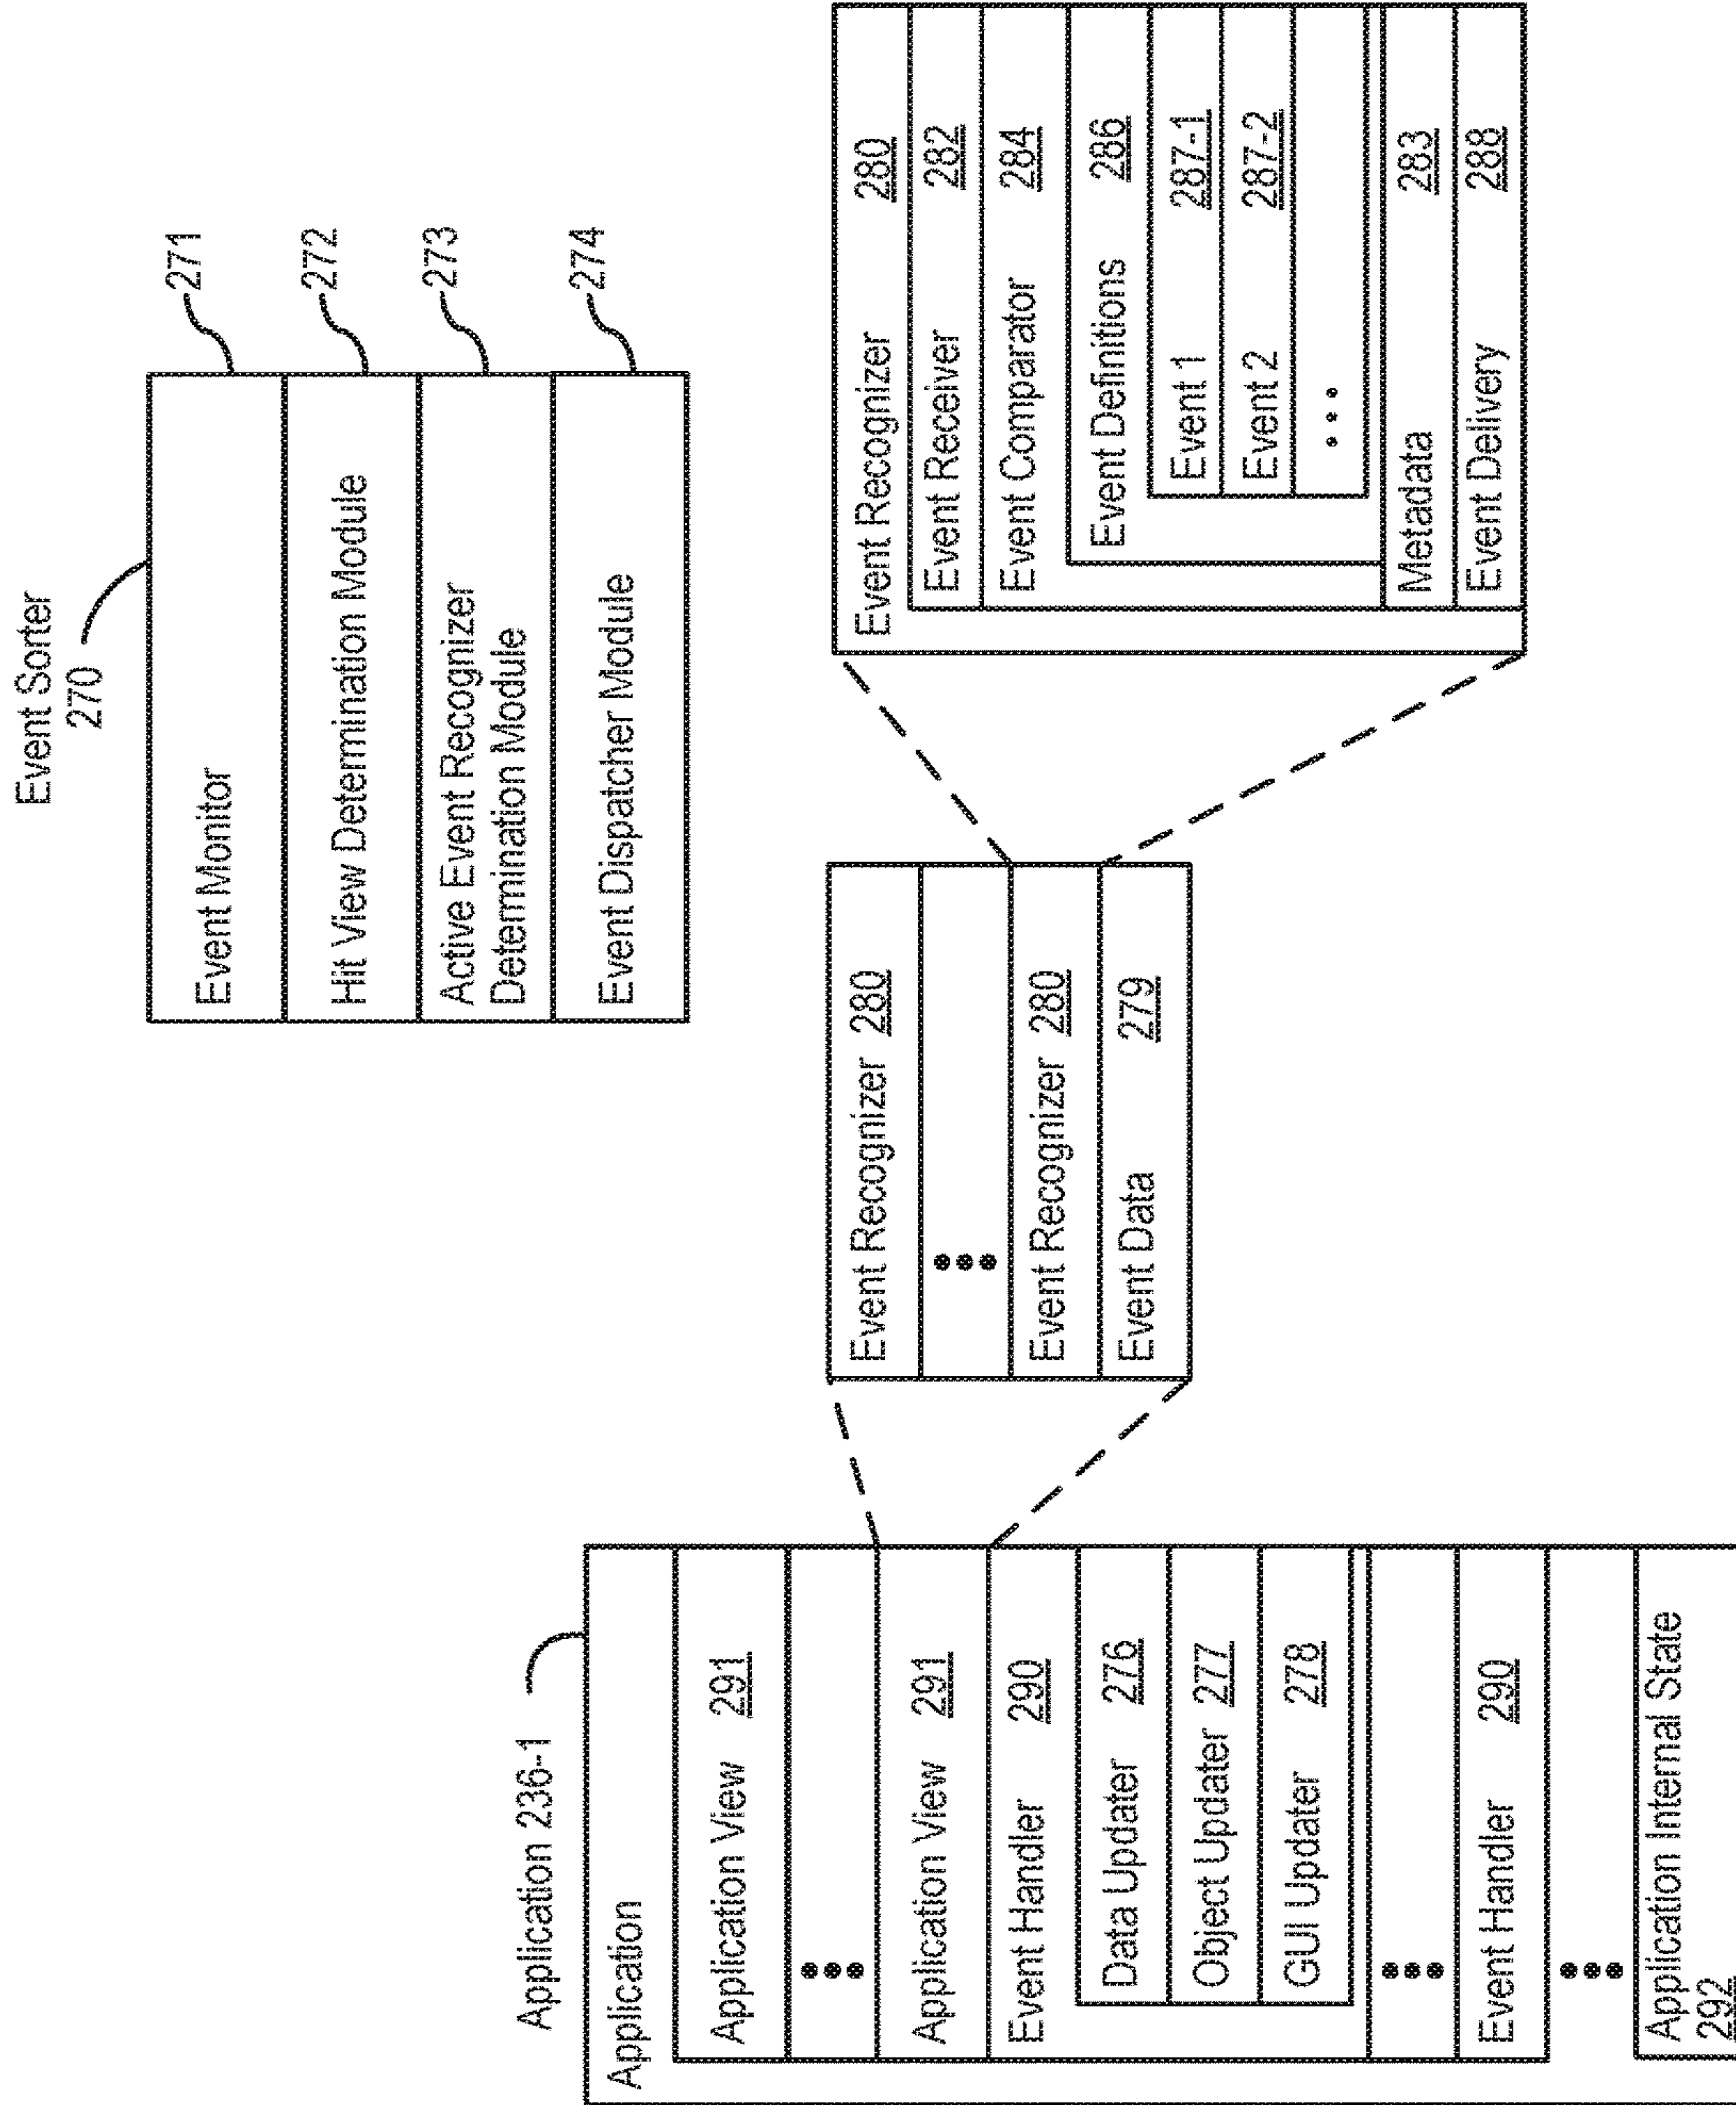 Event Sorter
270
Event Monitor
271
Hit View Determination Module
272
Active Event Recognizer
Determination Module
273
Event Dispatcher Module
274
Application 236-1
Application
Application View 291
•••
Application View 291
Event Handler 290
Data Updater 276
Object Updater 277
GUI Updater 278
•••
Event Handler 290
•••
Application Internal State
292
Event Recognizer 280
•••
Event Recognizer 280
Event Data 279
Event Recognizer 280
Event Receiver 282
Event Comparator 284
Event Definitions 286
Event 1 287-1
Event 2 287-2
•••
Metadata 283
Event Delivery 288